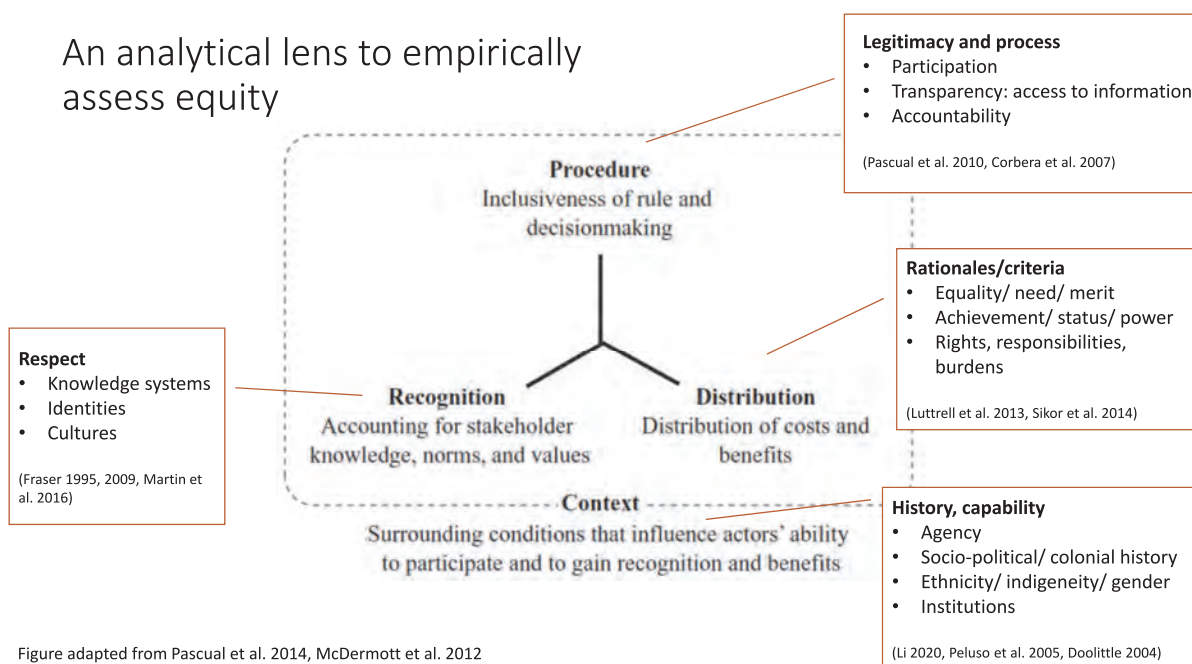 An analytical lens to empirically
assess equity
Legitimacy and process
• Participation
• Transparency: access to information
• Accountability
(Pascual et al. 2010, Corbera et al. 2007)
Procedure
Inclusiveness of rule and
decisionmaking
Rationales/criteria
• Equality/ need/ merit
• Achievement/ status/ power
• Rights, responsibilities,
burdens
(Luttrell et al. 2013, Sikor et al. 2014)
Respect
• Knowledge systems
• Identities
• Cultures
(Fraser 1995, 2009, Martin et
al. 2016)
Recognition
Accounting for stakeholder
knowledge, norms, and values
Distribution
Distribution of costs and
benefits
Context
Surrounding conditions that influence actors’ ability
to participate and to gain recognition and benefits
History, capability
• Agency
• Socio-political/ colonial history
• Ethnicity/ indigeneity/ gender
• Institutions
(Li 2020, Peluso et al. 2005, Doolittle 2004)
Figure adapted from Pascual et al. 2014, McDermott et al. 2012